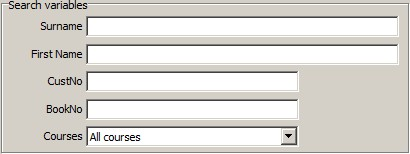 Search variables
Surname
First Name
CustNo
BookNo
Courses All courses